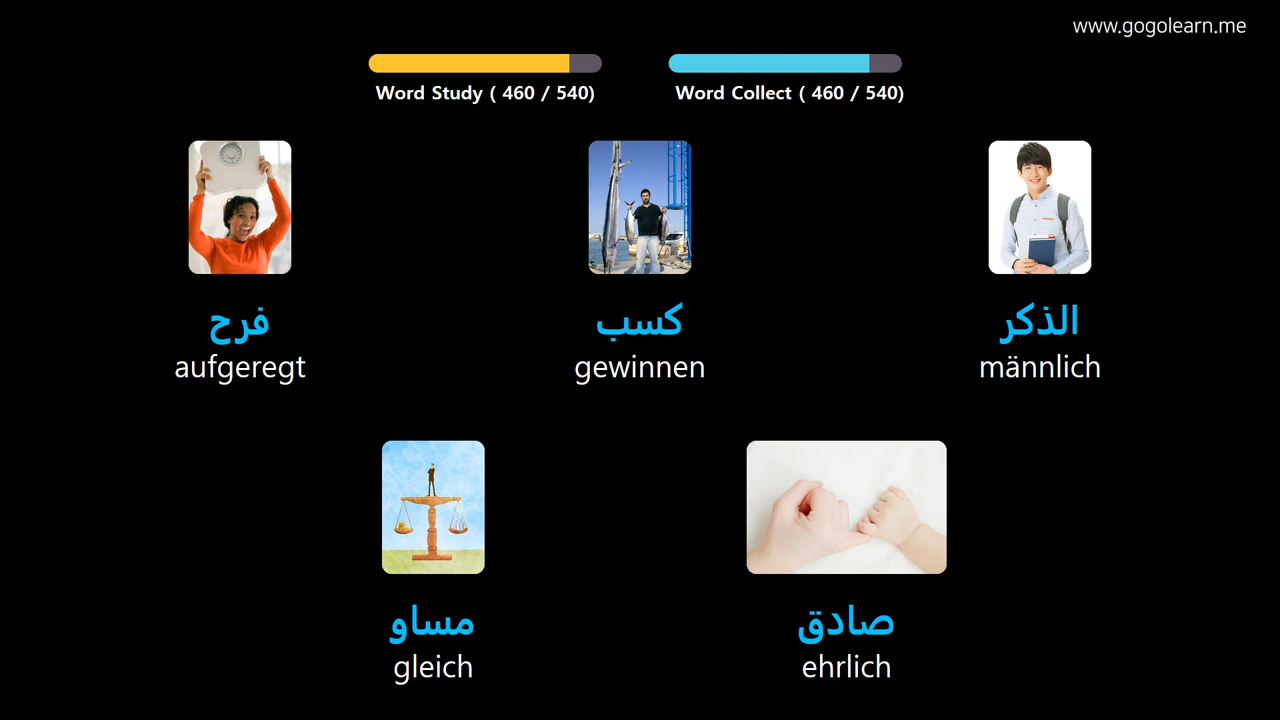 www.gogolearn.me
Word Study ( 460 / 540)
Word Collect ( 460 / 540)
فرح
aufgeregt
كسب
gewinnen
الذكر
männlich
مساو
gleich
صادق
ehrlich